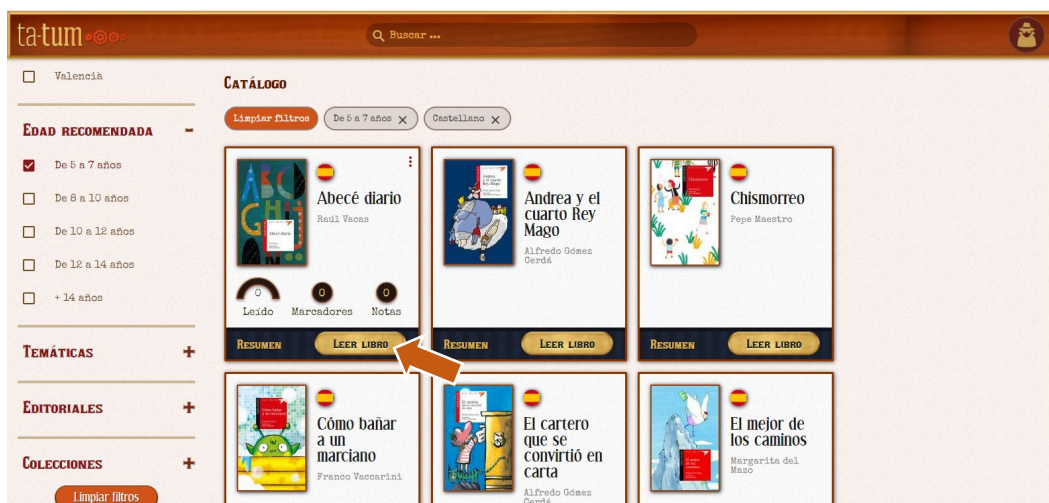 ta-tum
Buscar ...
Valencià
EDAD RECOMENDADA -
De 5 a 7 años
De 8 a 10 años
De 10 a 12 años
De 12 a 14 años
+ 14 años
TEMÁTICAS +
EDITORIALES +
COLECCIONES +
Limpiar filtros
CATÁLOGO
Limpiar filtros
De 5 a 7 años X
Castellano X
Abecé diario
Raúl Vacas
0
Leído
0
Marcadores
0
Notas
RESUMEN
LEER LIBRO
Andrea y el
cuarto Rey
Mago
Alfredo Gómez
Cerdá
RESUMEN
LEER LIBRO
Chismorreo
Pepe Maestro
RESUMEN
LEER LIBRO
Cómo bañar
a un
marciano
Franco Vaccarini
El cartero
que se
convirtió en
carta
Alfredo Gómez
Cerdá
El mejor de
los caminos
Margarita del
Mazo